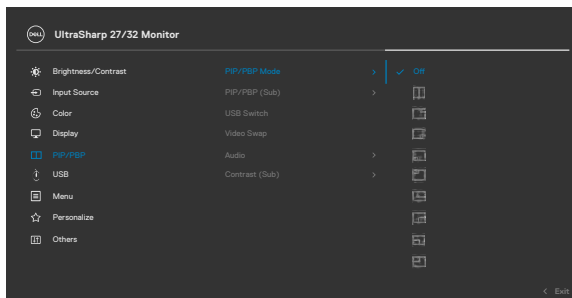 DELL UltraSharp 27/32 Monitor
Brightness/Contrast PIP/PBP Mode > ✓ Off
Input Source PIP/PBP (Sub) >
Color USB Switch
Display Video Swap
PIP/PBP Audio >
USB Contrast (Sub) >
Menu
Personalize
Others
< Exit